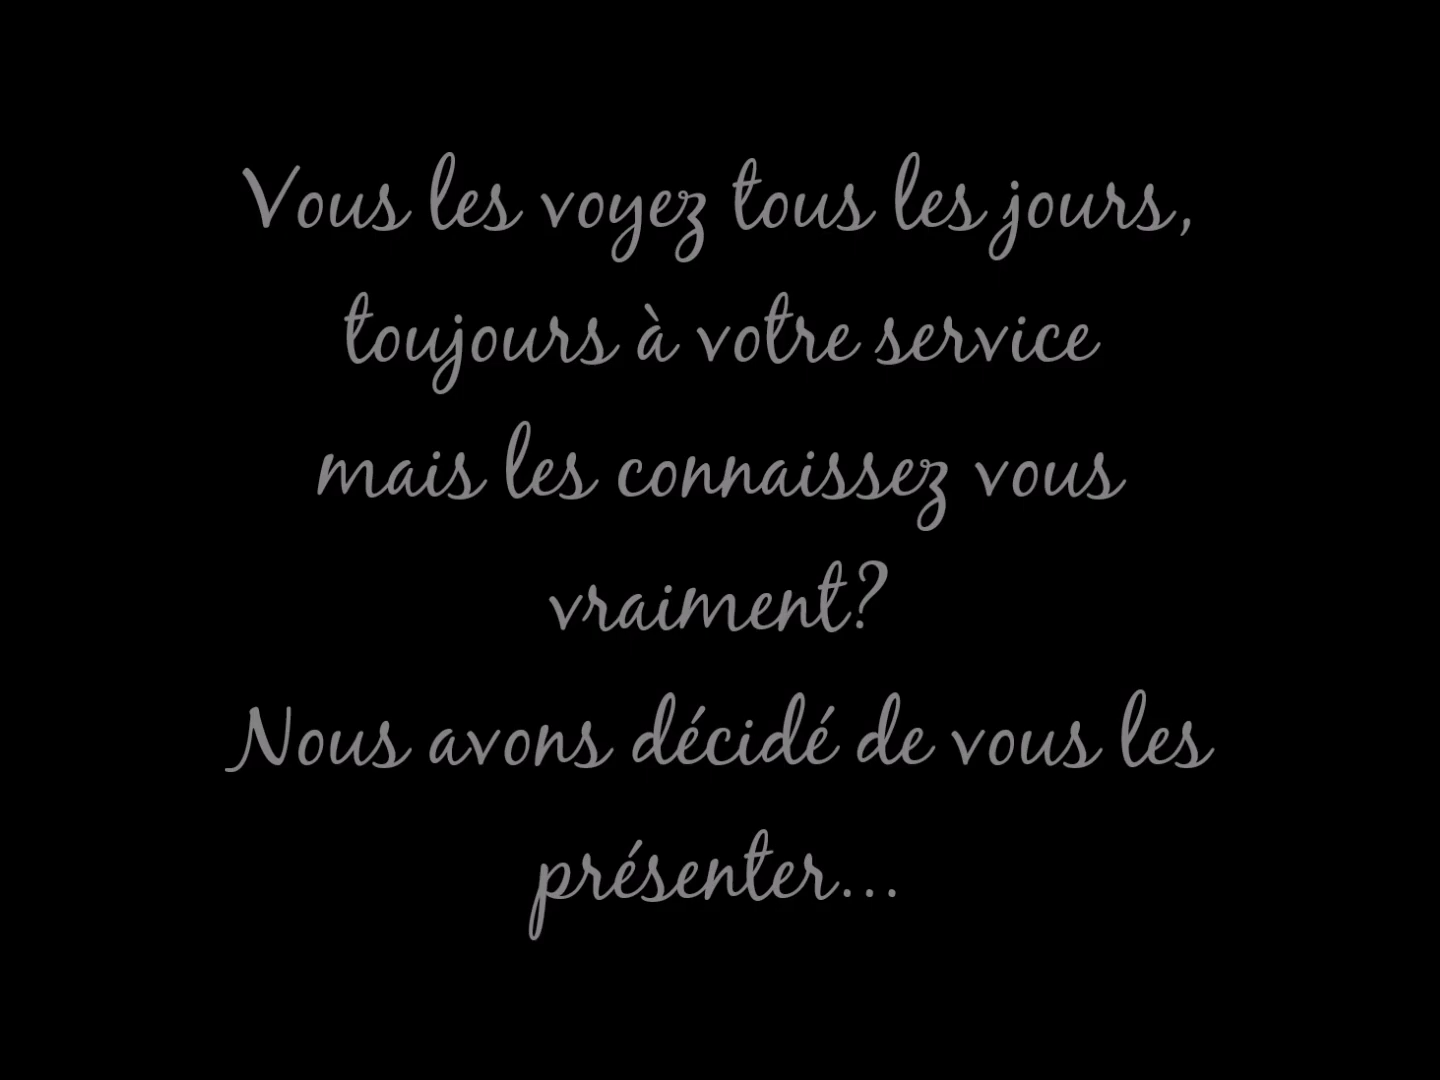 Vous les voyez tous les jours,
toujours à votre service
mais les connaissez vous
vraiment?
Nous avons décidé de vous les
présenter...